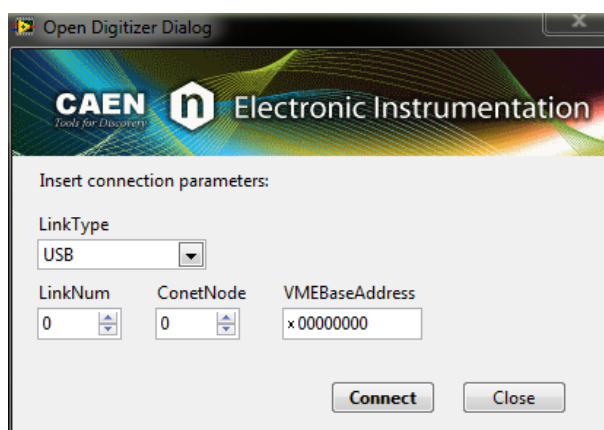 Open Digitizer Dialog
CAEN n Electronic Instrumentation
Tools for Discovery
Insert connection parameters:
LinkType
USB
LinkNum ConetNode VMEBaseAddress
0 0 x 00000000
Connect Close